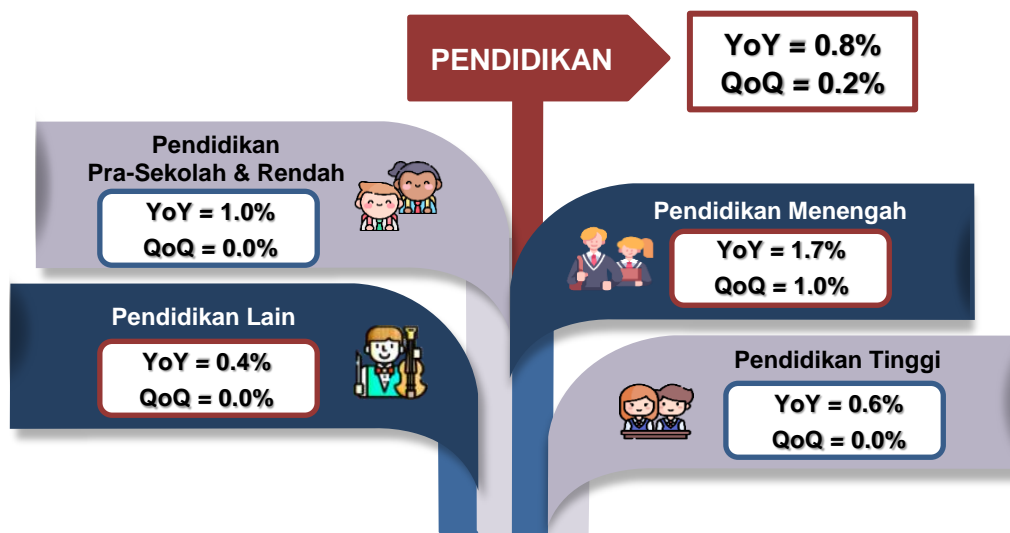 PENDIDIKAN
YoY = 0.8%
QoQ = 0.2%
Pendidikan
Pra-Sekolah & Rendah
YoY = 1.0%
QoQ = 0.0%
Pendidikan Menengah
YoY = 1.7%
QoQ = 1.0%
Pendidikan Lain
YoY = 0.4%
QoQ = 0.0%
Pendidikan Tinggi
YoY = 0.6%
QoQ = 0.0%